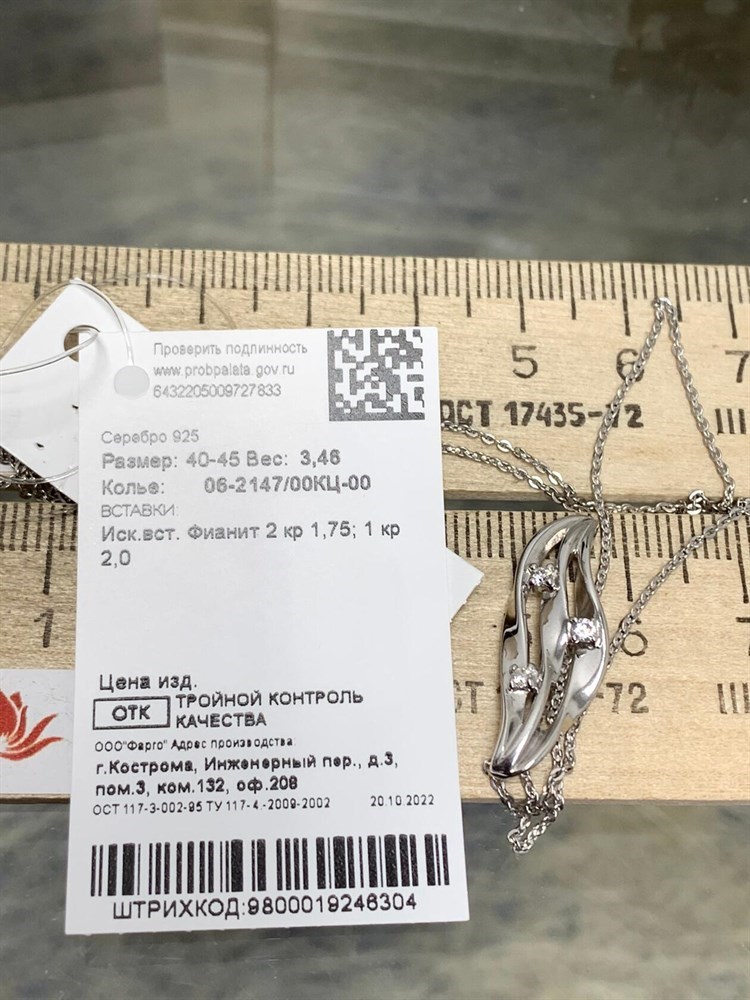 Проверить подлинность
www.probpalata.gov.ru
6432205009727833
Серебро 925
Размер: 40-45 Вес: 3,46
Колье: 06-2147/00КЦ-00
ВСТАВКИ:
Иск.вст. Фианит 2 кр 1,75; 1 кр
2,0
Цена изд.
ОТК
ТРОЙНОЙ КОНТРОЛЬ
КАЧЕСТВА
ООО"Фарго" Адрес производства:
г.Кострома, Инженерный пер., д.3,
пом.3, ком.132, оф.208
ОСТ 117-3-002-95 ТУ 117-4.-2009-2002 20.10.2022
ШТРИХКОД:9800019246304
5 6 7
ОСТ 17435-72
1 6
СТ -72